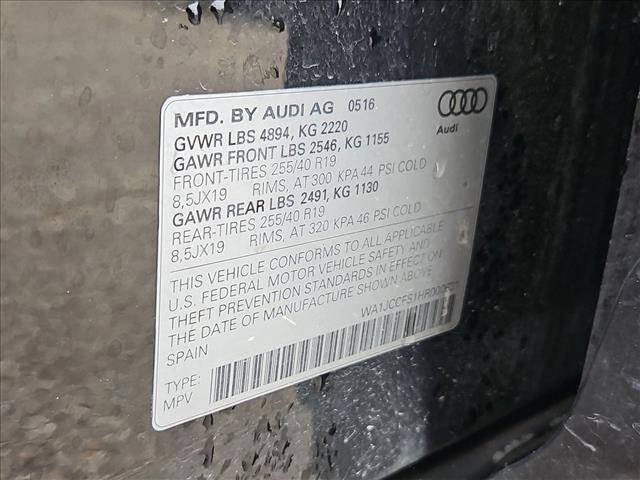 MFD. BY AUDI AG 0516
GVWR LBS 4894, KG 2220
GAWR FRONT LBS 2546, KG 1155
FRONT-TIRES 255/40 R19
8,5JX19 RIMS, AT 300 KPA 44 PSI COLD
GAWR REAR LBS 2491, KG 1130
REAR-TIRES 255/40 R19
8,5JX19 RIMS, AT 320 KPA 46 PSI COLD
Audi
THIS VEHICLE CONFORMS TO ALL APPLICABLE
U.S. FEDERAL MOTOR VEHICLE SAFETY AND
THEFT PREVENTION STANDARDS IN EFFECT ON
THE DATE OF MANUFACTURE SHOWN ABOVE
SPAIN
TYPE:
MPV